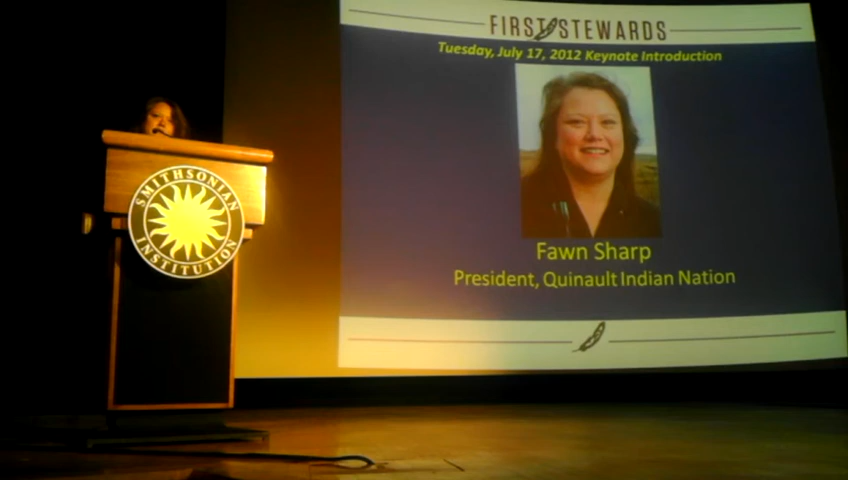 FIRST STEWARDS
Tuesday, July 17, 2012 Keynote Introduction
Fawn Sharp
President, Quinault Indian Nation
SMITHSONIAN
INSTITUTION